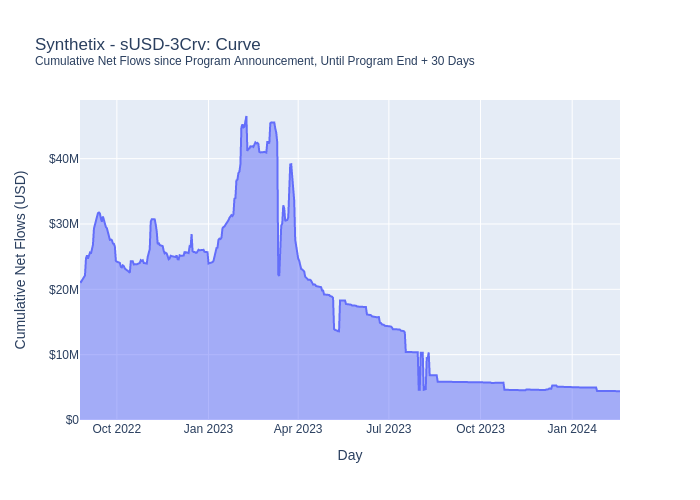 Synthetix - sUSD-3Crv: Curve
Cumulative Net Flows since Program Announcement, Until Program End + 30 Days
Cumulative Net Flows (USD)
$40M
$30M
$20M
$10M
$0
Oct 2022
Jan 2023
Apr 2023
Jul 2023
Oct 2023
Jan 2024
Day